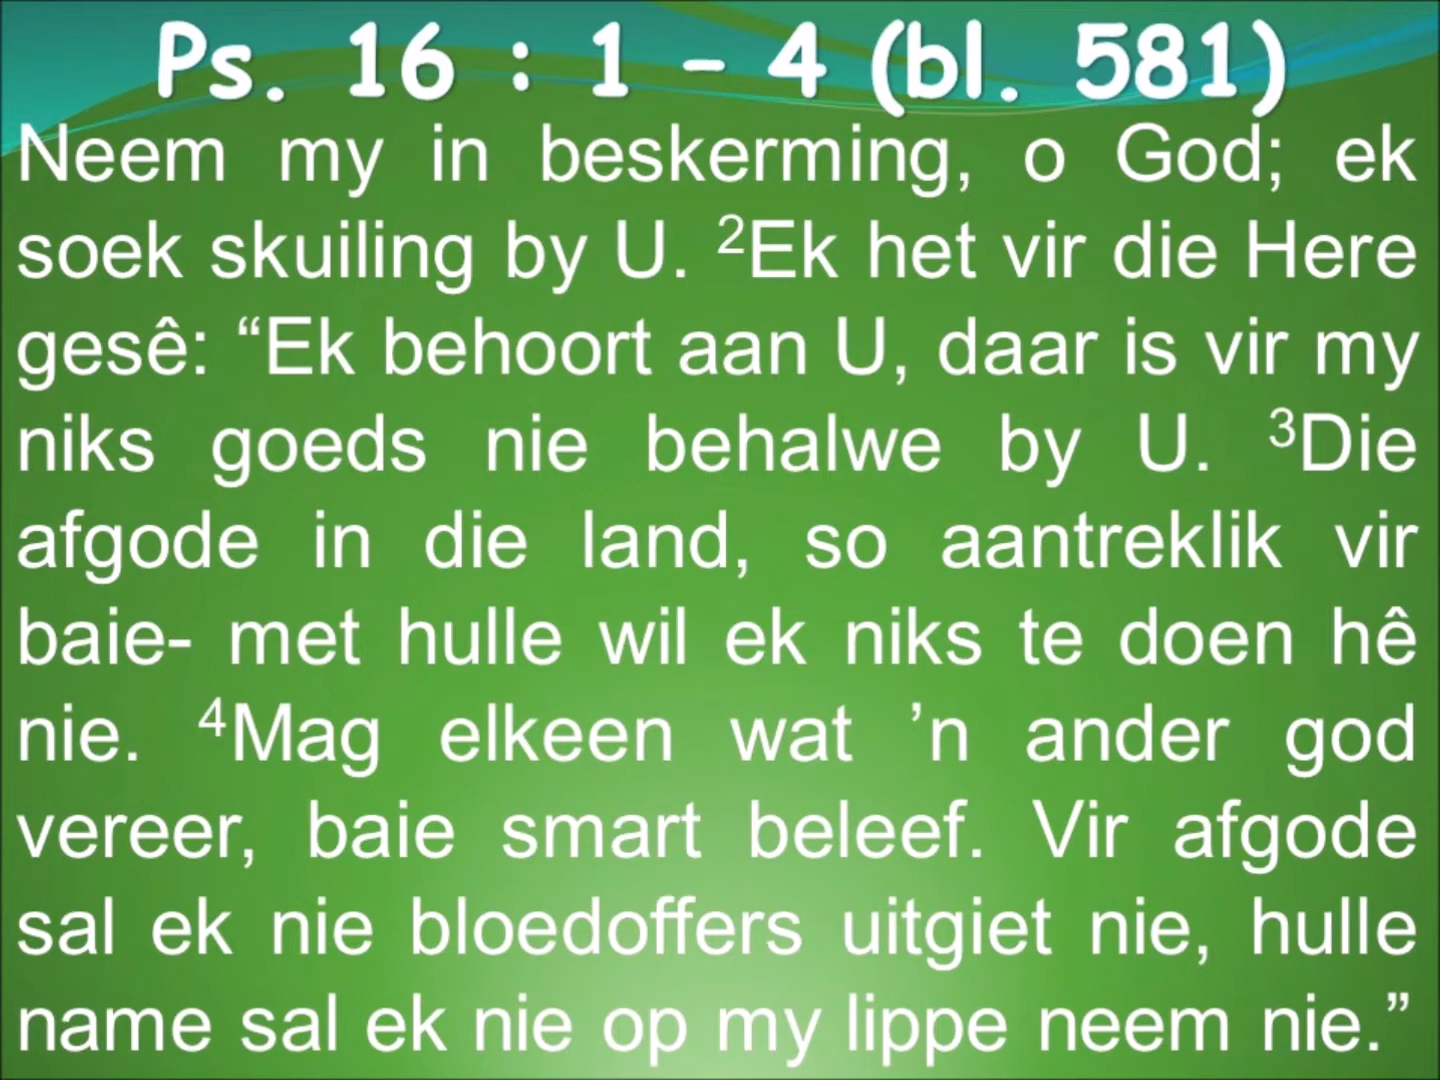 Ps. 16 : 1 – 4 (bl. 581)
Neem my in beskerming, o God; ek
soek skuiling by U. ²Ek het vir die Here
gesê: “Ek behoort aan U, daar is vir my
niks goeds nie behalwe by U. ³Die
afgode in die land, so aantreklik vir
baie- met hulle wil ek niks te doen hê
nie. ⁴Mag elkeen wat ’n ander god
vereer, baie smart beleef. Vir afgode
sal ek nie bloedoffers uitgiet nie, hulle
name sal ek nie op my lippe neem nie.”